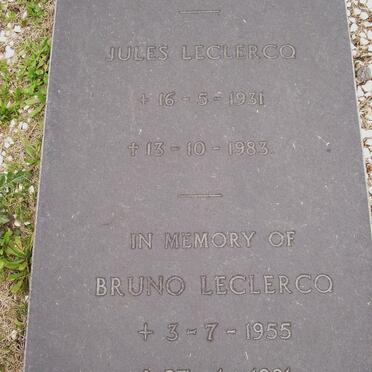 JULES LECLERCQ
+ 16 - 5 - 1931
† 13 - 10 - 1983
IN MEMORY OF
BRUNO LECLERCQ
+ 3 - 7 - 1955